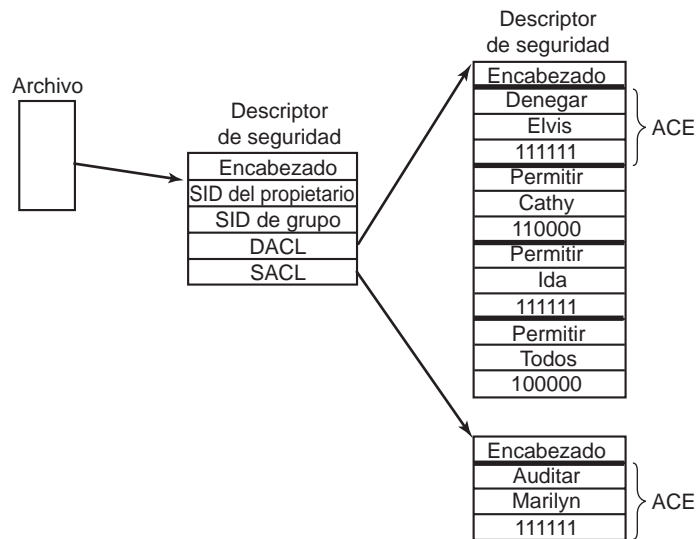 Archivo
Descriptor
de seguridad
Encabezado
SID del propietario
SID de grupo
DACL
SACL
Descriptor
de seguridad
Encabezado
Denegar
Elvis
111111
ACE
Permitir
Cathy
110000
Permitir
Ida
111111
Permitir
Todos
100000
Encabezado
Auditar
Marilyn
111111
ACE